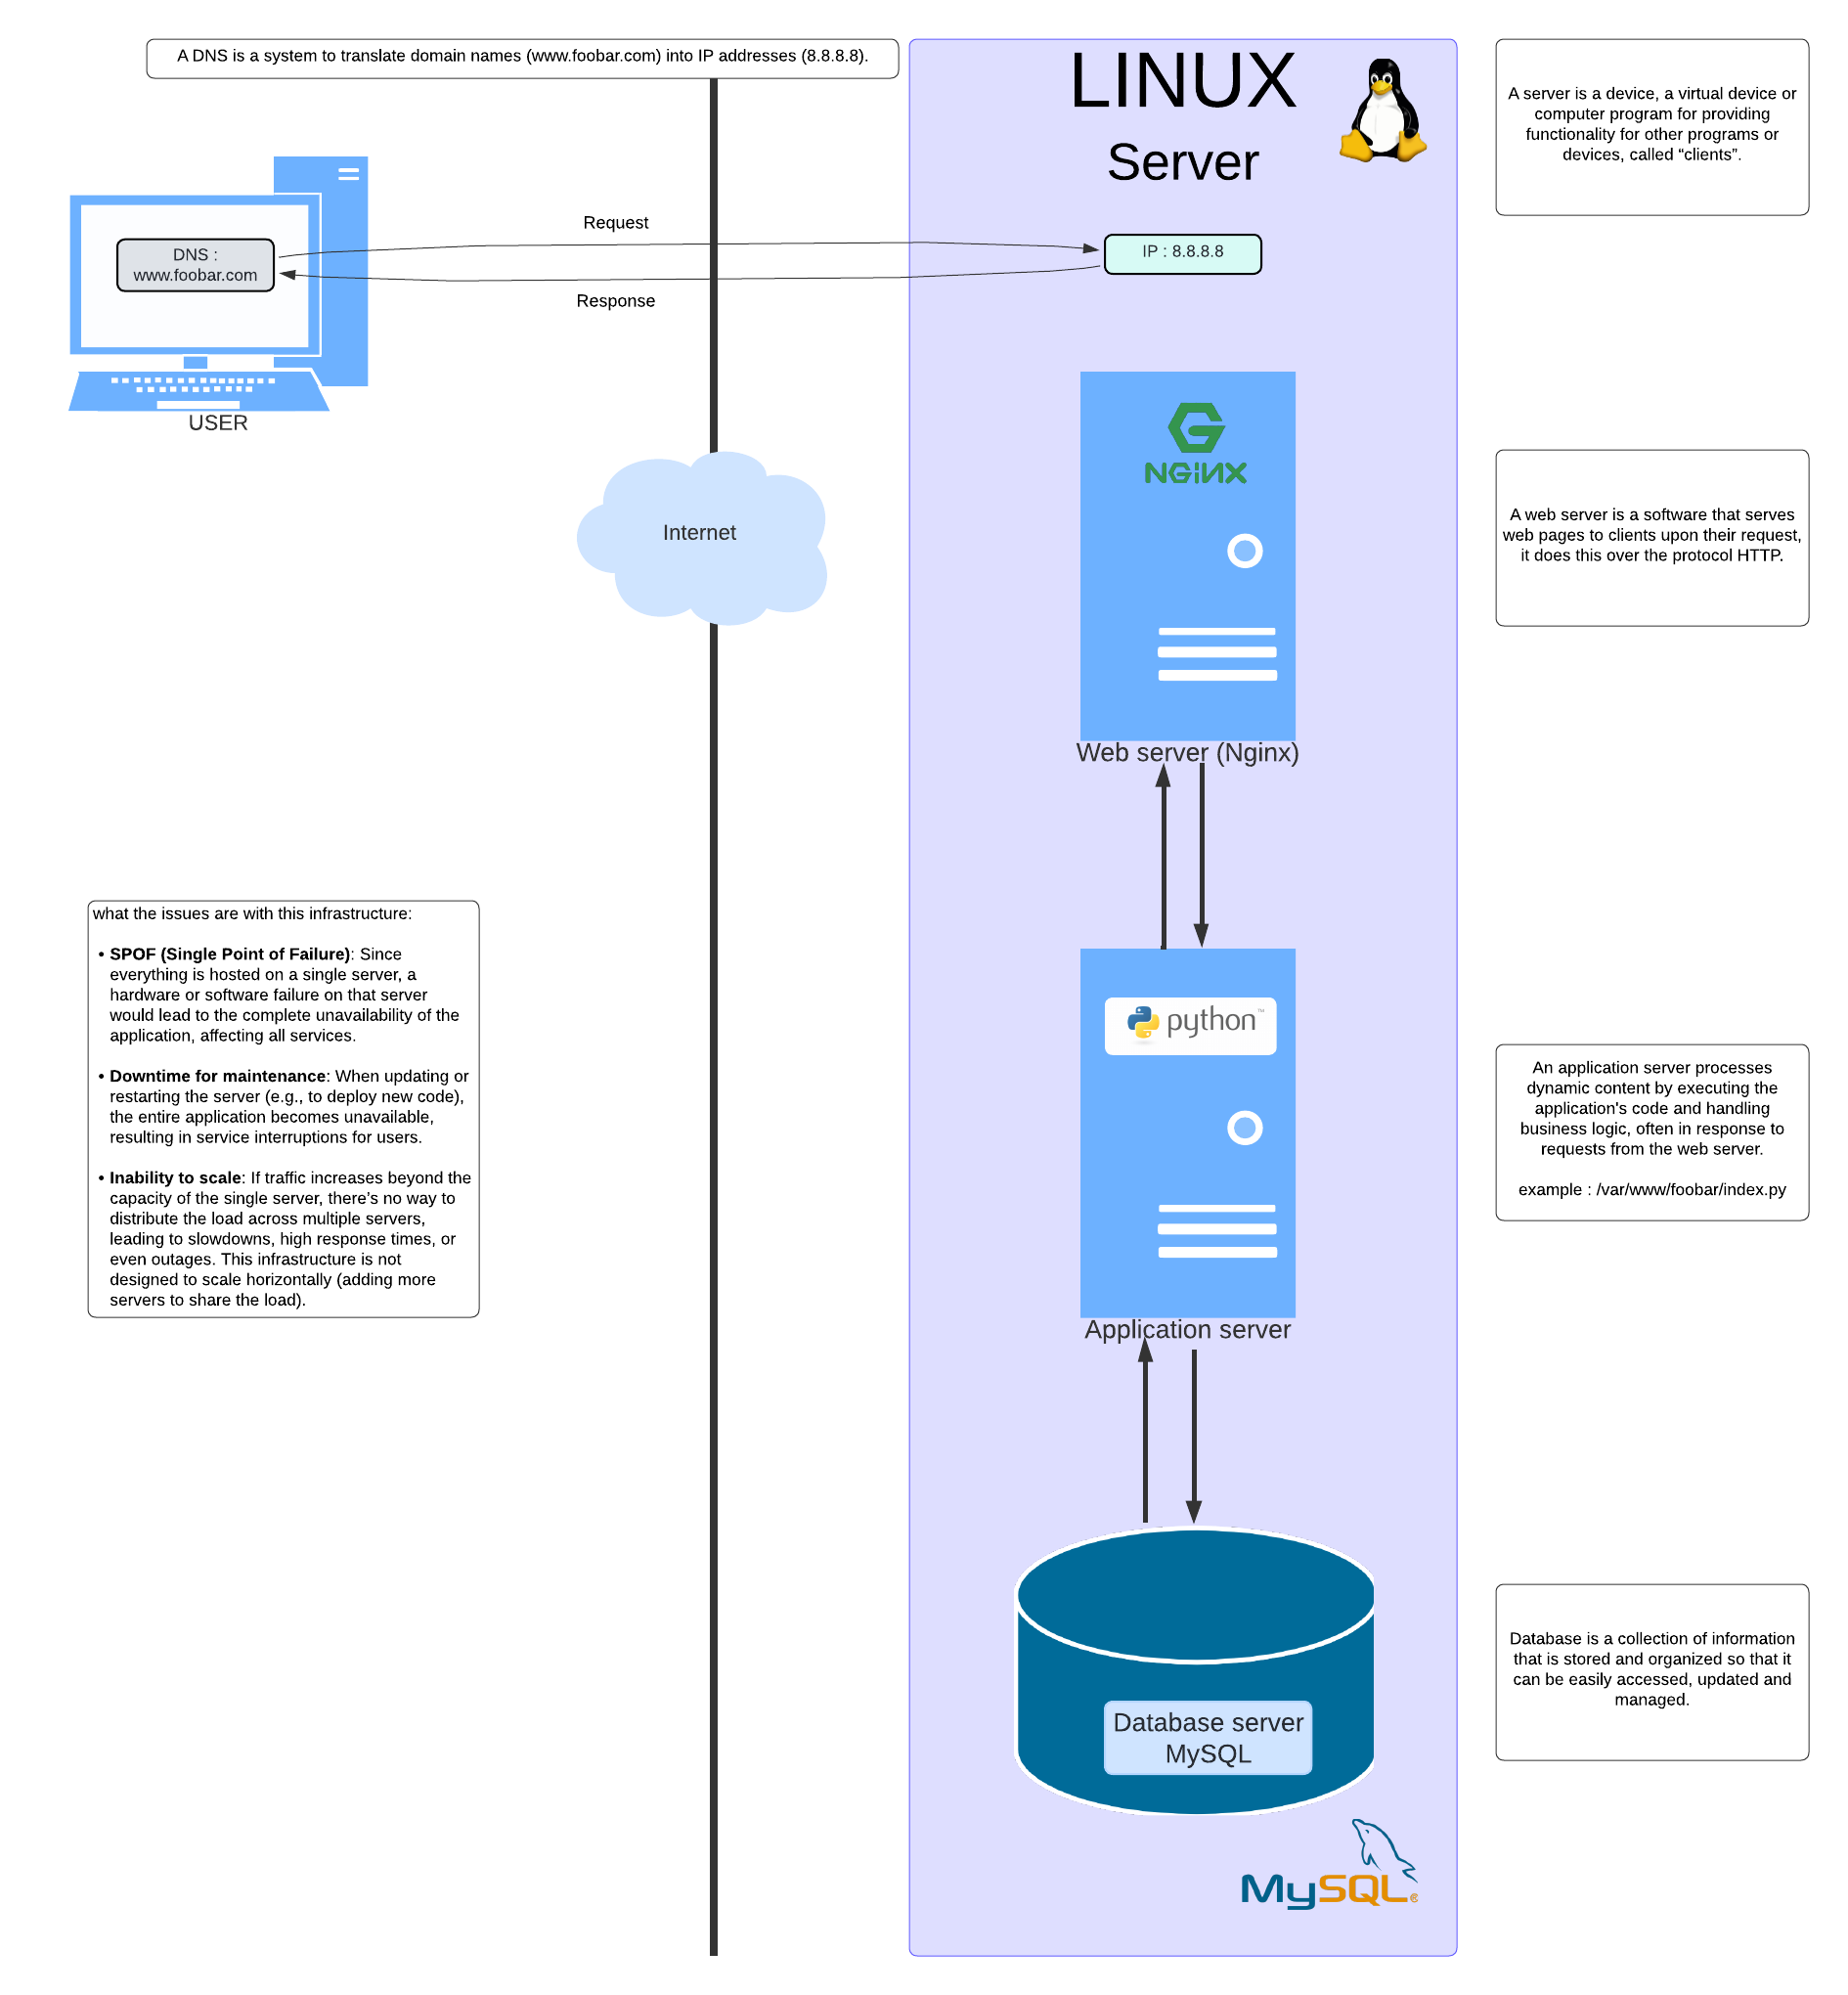 A DNS is a system to translate domain names (www.foobar.com) into IP addresses (8.8.8.8).
LINUX
Server
A server is a device, a virtual device or
computer program for providing
functionality for other programs or
devices, called “clients”.
Request
DNS :
www.foobar.com
IP : 8.8.8.8
Response
USER
NGiNX
Internet
A web server is a software that serves
web pages to clients upon their request,
it does this over the protocol HTTP.
Web server (Nginx)
what the issues are with this infrastructure:
• SPOF (Single Point of Failure): Since
everything is hosted on a single server, a
hardware or software failure on that server
would lead to the complete unavailability of the
application, affecting all services.
• Downtime for maintenance: When updating or
restarting the server (e.g., to deploy new code),
the entire application becomes unavailable,
resulting in service interruptions for users.
• Inability to scale: If traffic increases beyond the
capacity of the single server, there’s no way to
distribute the load across multiple servers,
leading to slowdowns, high response times, or
even outages. This infrastructure is not
designed to scale horizontally (adding more
servers to share the load).
python™
An application server processes
dynamic content by executing the
application's code and handling
business logic, often in response to
requests from the web server.
example : /var/www/foobar/index.py
Application server
Database server
MySQL
Database is a collection of information
that is stored and organized so that it
can be easily accessed, updated and
managed.
MySQL®